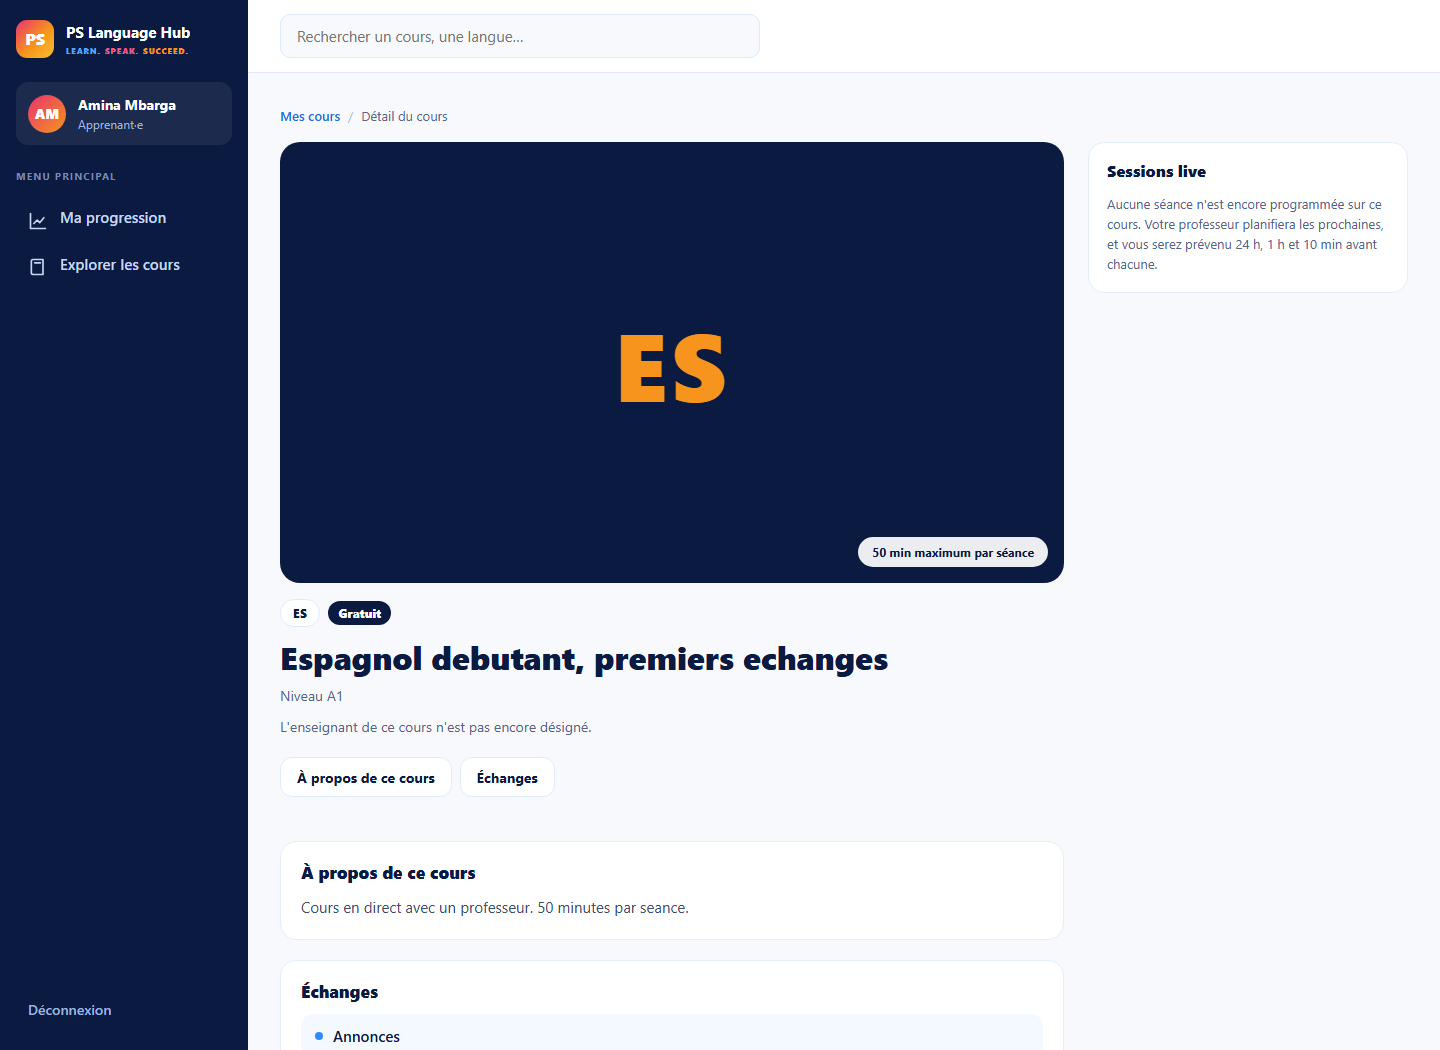 PS
PS Language Hub
LEARN. SPEAK. SUCCEED.
AM
Amina Mbarga
Apprenant·e
MENU PRINCIPAL
Ma progression
Explorer les cours
Déconnexion
Rechercher un cours, une langue...
Mes cours / Détail du cours
ES
50 min maximum par séance
ES
Gratuit
Espagnol debutant, premiers echanges
Niveau A1
L'enseignant de ce cours n'est pas encore désigné.
À propos de ce cours
Échanges
À propos de ce cours
Cours en direct avec un professeur. 50 minutes par seance.
Échanges
Annonces
Sessions live
Aucune séance n'est encore programmée sur ce
cours. Votre professeur planifiera les prochaines,
et vous serez prévenu 24 h, 1 h et 10 min avant
chacune.